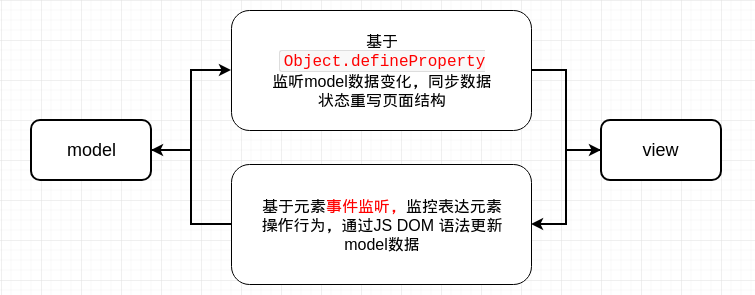 基于
Object.defineProperty
监听model数据变化，同步数据
状态重写页面结构
model
view
基于元素事件监听，监控表达元素
操作行为，通过JS DOM 语法更新
model数据